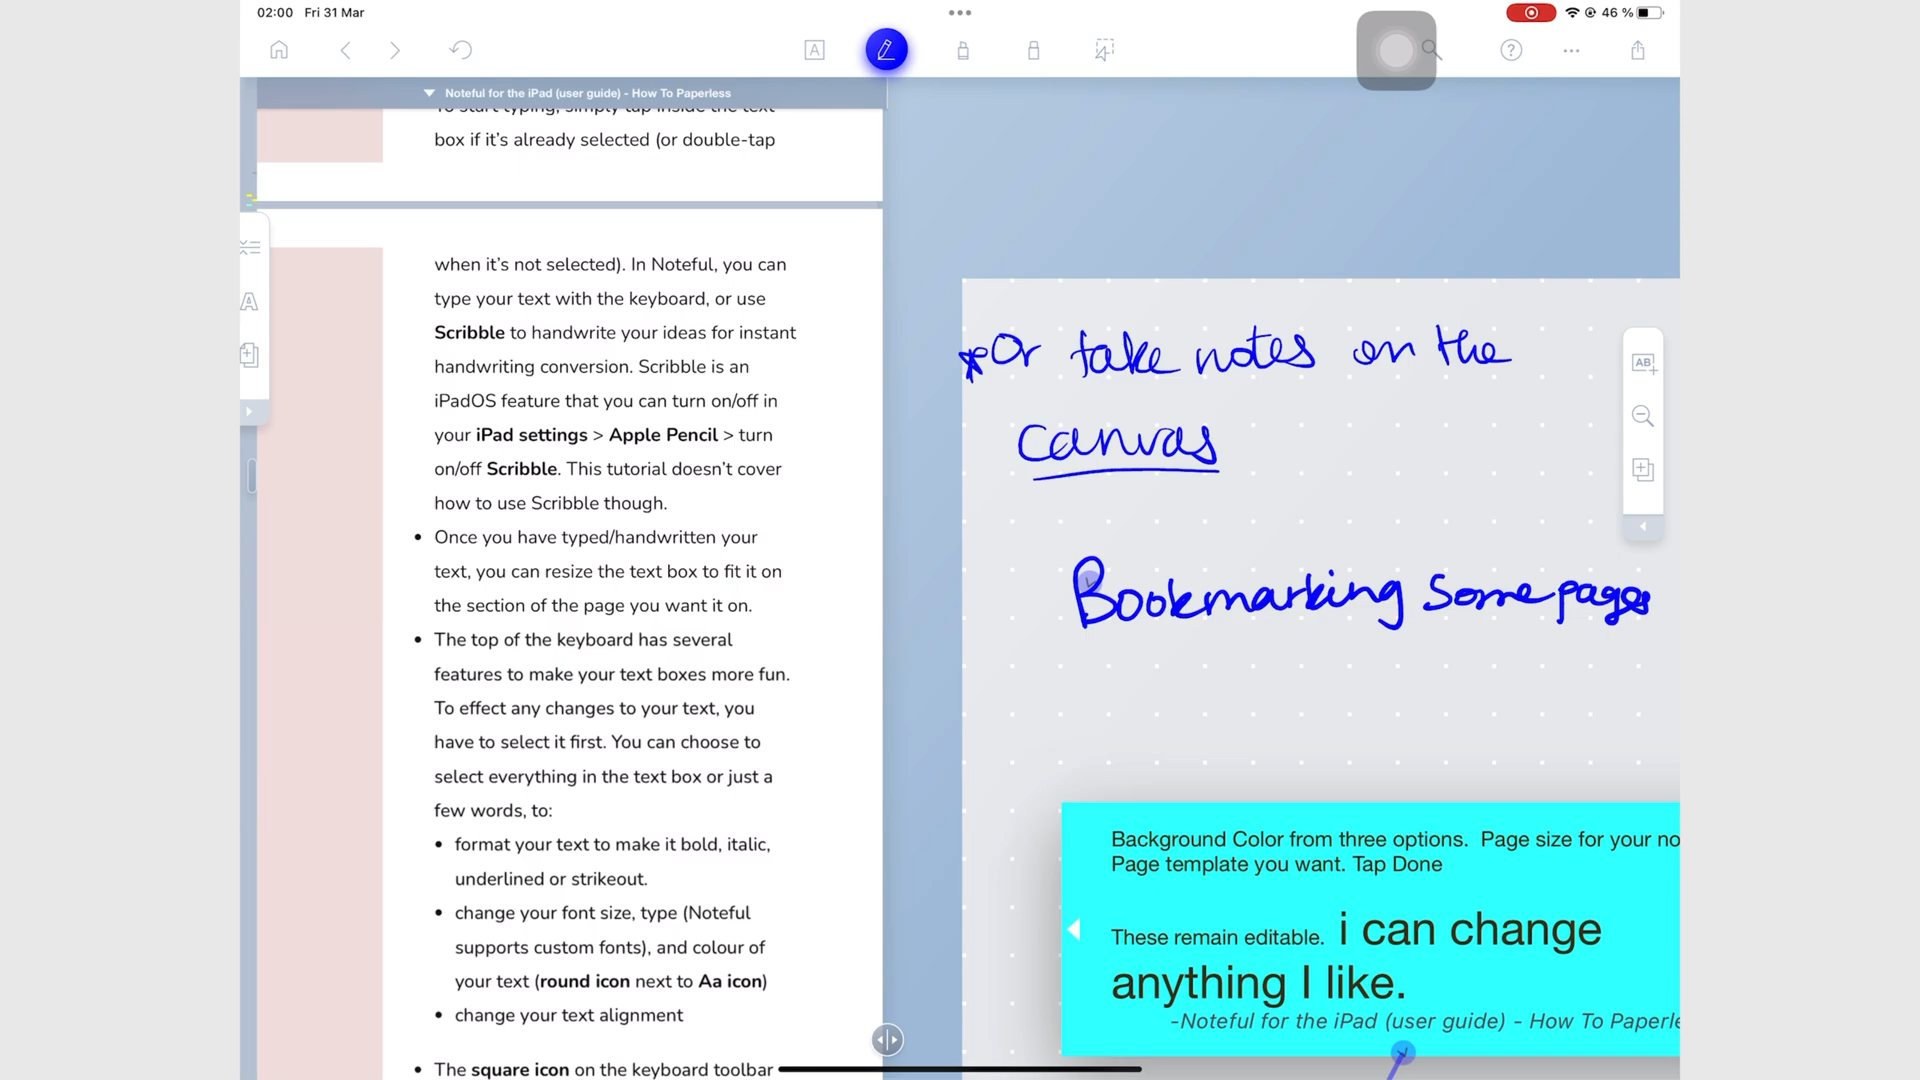 02:00 Fri 31 Mar
46 %
A
?
Noteful for the iPad (user guide) - How To Paperless
To start typing, simply tap inside the text
box if it's already selected (or double-tap
when it's not selected). In Noteful, you can
type your text with the keyboard, or use
Scribble to handwrite your ideas for instant
handwriting conversion. Scribble is an
iPadOS feature that you can turn on/off in
your iPad settings > Apple Pencil > turn
on/off Scribble. This tutorial doesn't cover
how to use Scribble though.
• Once you have typed/handwritten your
text, you can resize the text box to fit it on
the section of the page you want it on.
• The top of the keyboard has several
features to make your text boxes more fun.
To effect any changes to your text, you
have to select it first. You can choose to
select everything in the text box or just a
few words, to:
• format your text to make it bold, italic,
underlined or strikeout.
• change your font size, type (Noteful
supports custom fonts), and colour of
your text (round icon next to Aa icon)
• change your text alignment
• The square icon on the keyboard toolbar
*Or take notes on the
canvas
Bookmarking some pages
AB
Background Color from three options. Page size for your no
Page template you want. Tap Done
These remain editable. i can change
anything I like.
-Noteful for the iPad (user guide) - How To Paperle